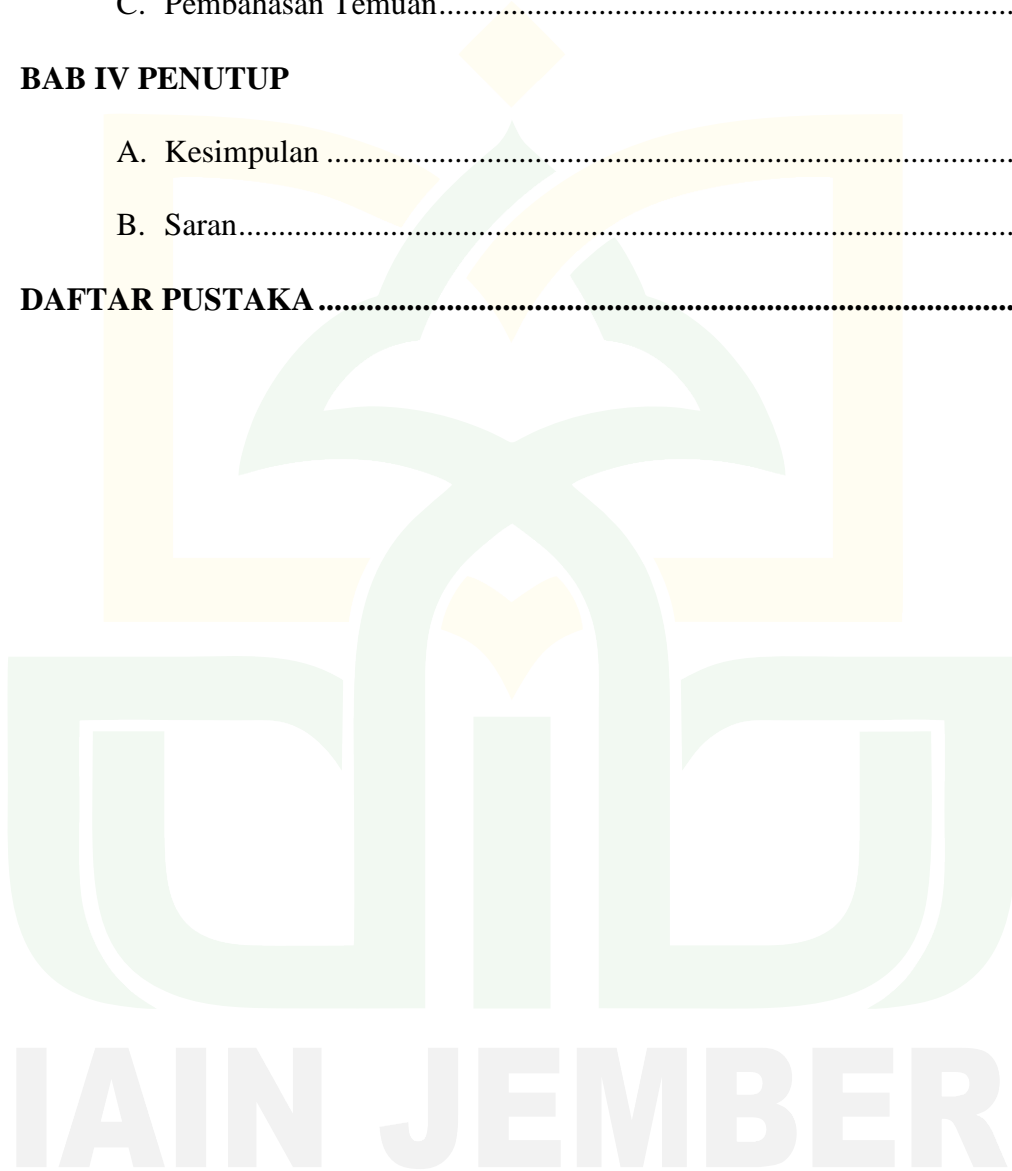 C. Pembahasan Temuan..........................................................................
BAB IV PENUTUP
A. Kesimpulan ........................................................................................
B. Saran....................................................................................................
DAFTAR PUSTAKA........................................................................................
IAIN JEMBER